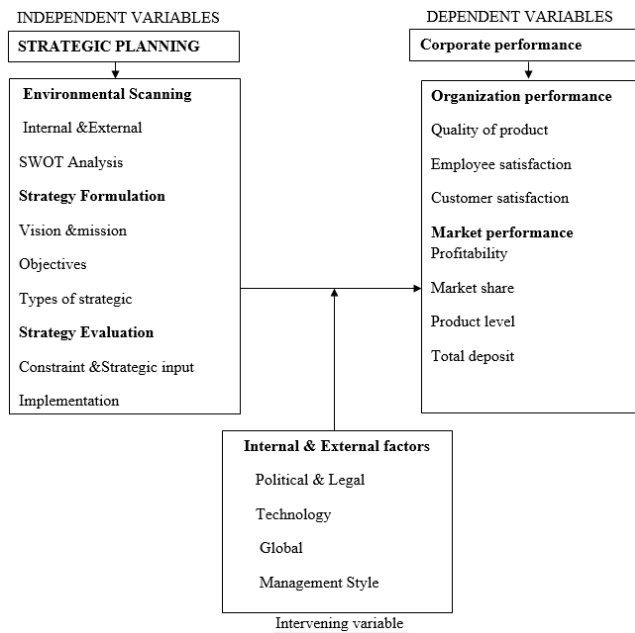 INDEPENDENT VARIABLES
STRATEGIC PLANNING
Environmental Scanning
Internal &External
SWOT Analysis
Strategy Formulation
Vision &mission
Objectives
Types of strategic
Strategy Evaluation
Constraint &Strategic input
Implementation
DEPENDENT VARIABLES
Corporate performance
Organization performance
Quality of product
Employee satisfaction
Customer satisfaction
Market performance
Profitability
Market share
Product level
Total deposit
Internal & External factors
Political & Legal
Technology
Global
Management Style
Intervening variable